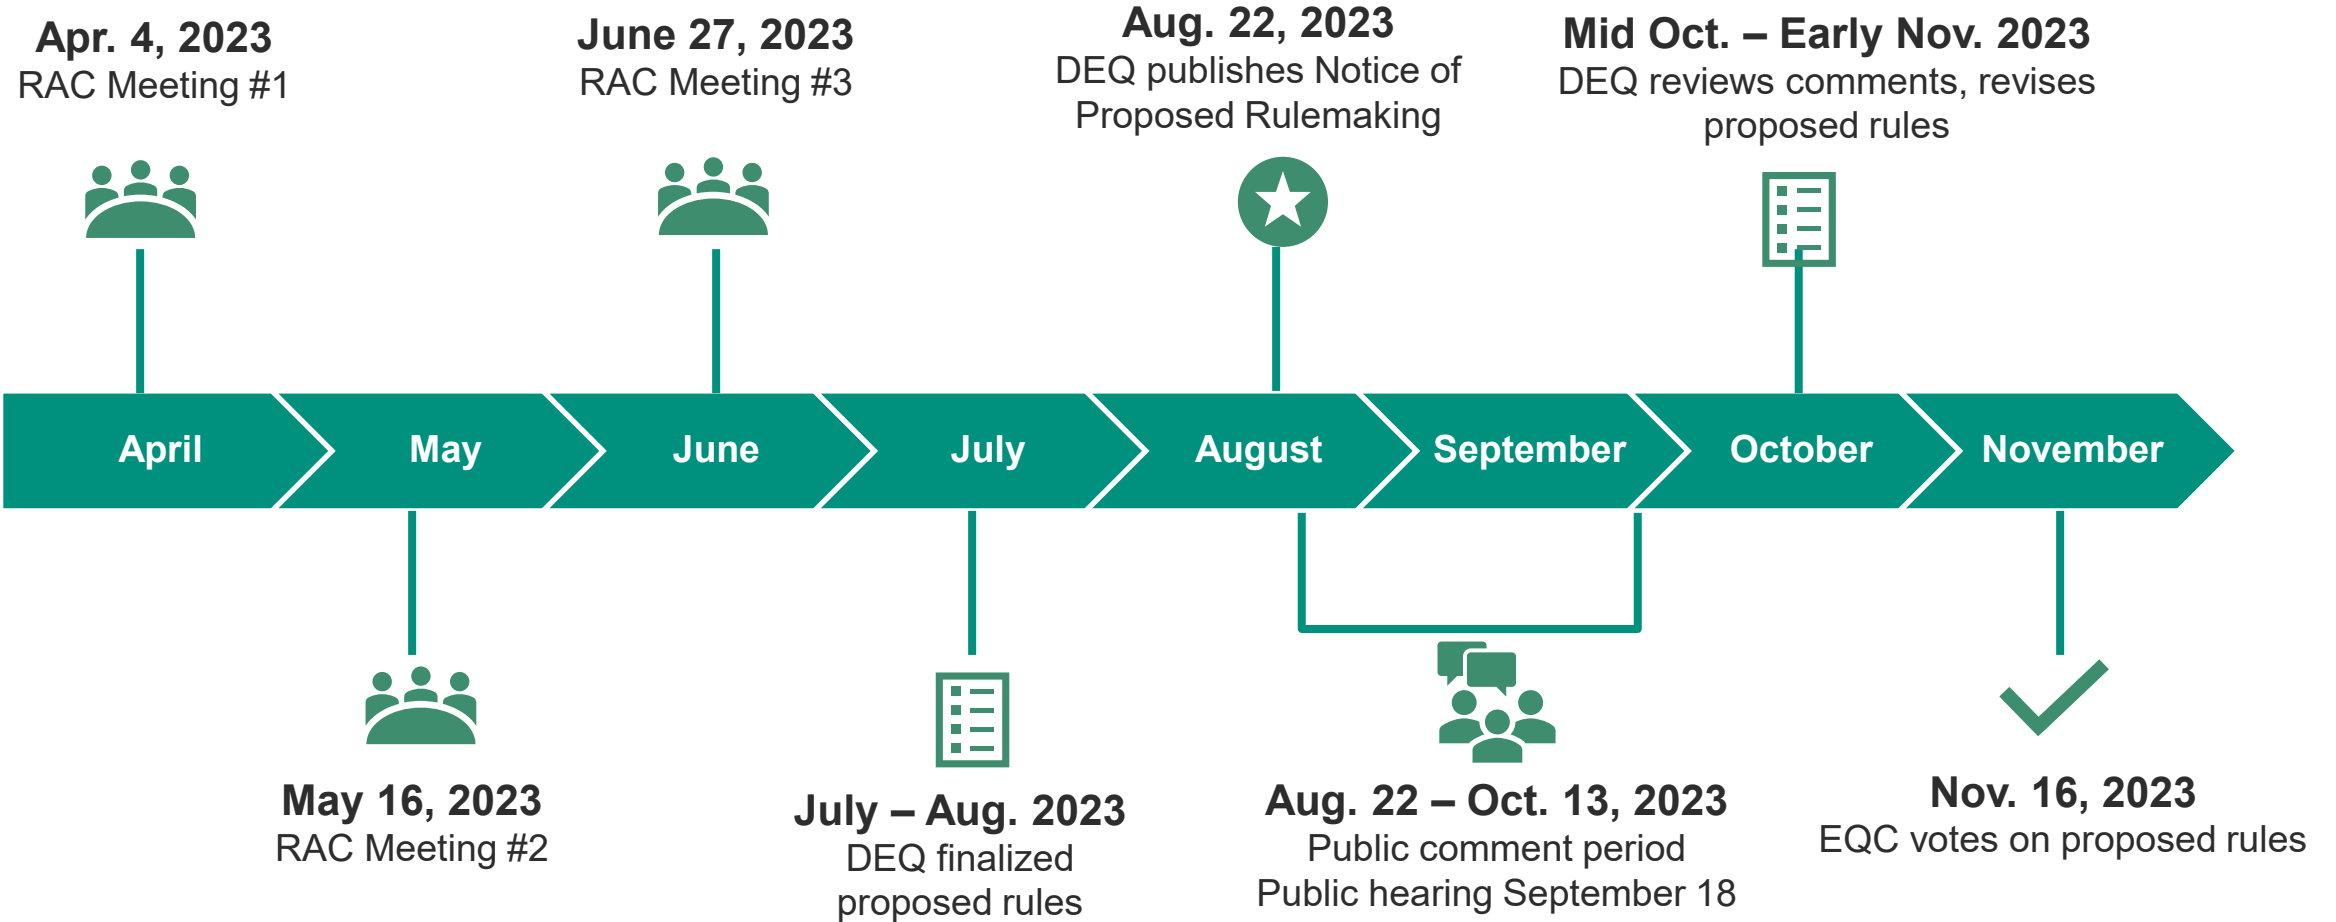 Apr. 4, 2023
RAC Meeting #1
June 27, 2023
RAC Meeting #3
Aug. 22, 2023
DEQ publishes Notice of
Proposed Rulemaking
Mid Oct. – Early Nov. 2023
DEQ reviews comments, revises
proposed rules
April
May
June
July
August
September
October
November
May 16, 2023
RAC Meeting #2
July – Aug. 2023
DEQ finalized
proposed rules
Aug. 22 – Oct. 13, 2023
Public comment period
Public hearing September 18
Nov. 16, 2023
EQC votes on proposed rules